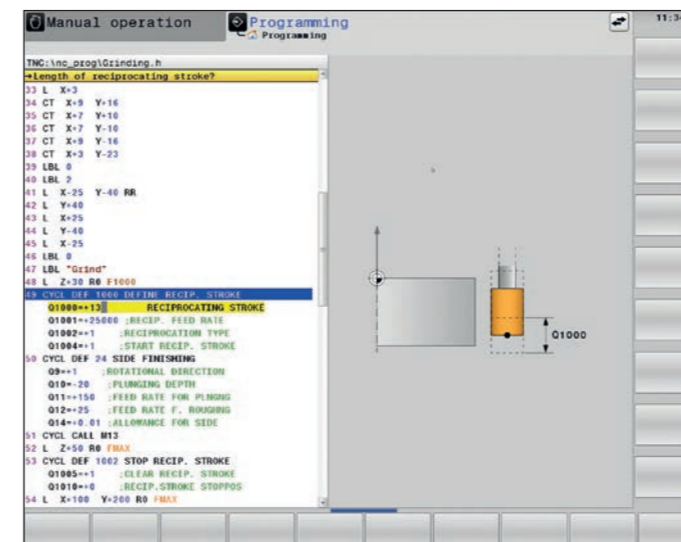 Manual operation
Programming
Programming
11:34
TNC:\nc_prog\Grinding.h
→Length of reciprocating stroke?
33 L X+3
34 CT X+9 Y+16
35 CT X+7 Y+10
36 CT X+7 Y-10
37 CT X+9 Y-16
38 CT X+3 Y-23
39 LBL 0
40 LBL 2
41 L X-25 Y-40 RR
42 L Y+40
43 L X+25
44 L Y-40
45 L X-25
46 LBL 0
47 LBL "Grind"
48 L Z+30 R0 F1000
49 CYCL DEF 1000 DEFINE RECIP. STROKE
Q1000=+13 RECIPROCATING STROKE
Q1001=+25000 ;RECIP. FEED RATE
Q1002=+1 ;RECIPROCATION TYPE
Q1004=+1 ;START RECIP. STROKE
50 CYCL DEF 24 SIDE FINISHING
Q9=+1 ;ROTATIONAL DIRECTION
Q10=-20 ;PLUNGING DEPTH
Q11=+150 ;FEED RATE FOR PLNGNG
Q12=+25 ;FEED RATE F. ROUGHNG
Q14=+0.01 ;ALLOWANCE FOR SIDE
51 CYCL CALL M13
52 L Z+50 R0 FMAX
53 CYCL DEF 1002 STOP RECIP. STROKE
Q1005=+1 ;CLEAR RECIP. STROKE
Q1010=+0 ;RECIP.STROKE STOPPOS
54 L X+100 Y+200 R0 FMAX
Q1000